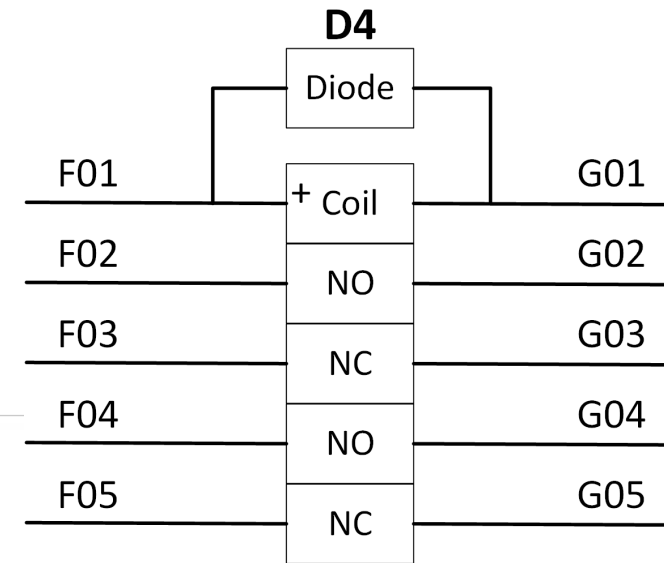 D4
Diode
F01
+ Coil
G01
F02
NO
G02
F03
NC
G03
F04
NO
G04
F05
NC
G05